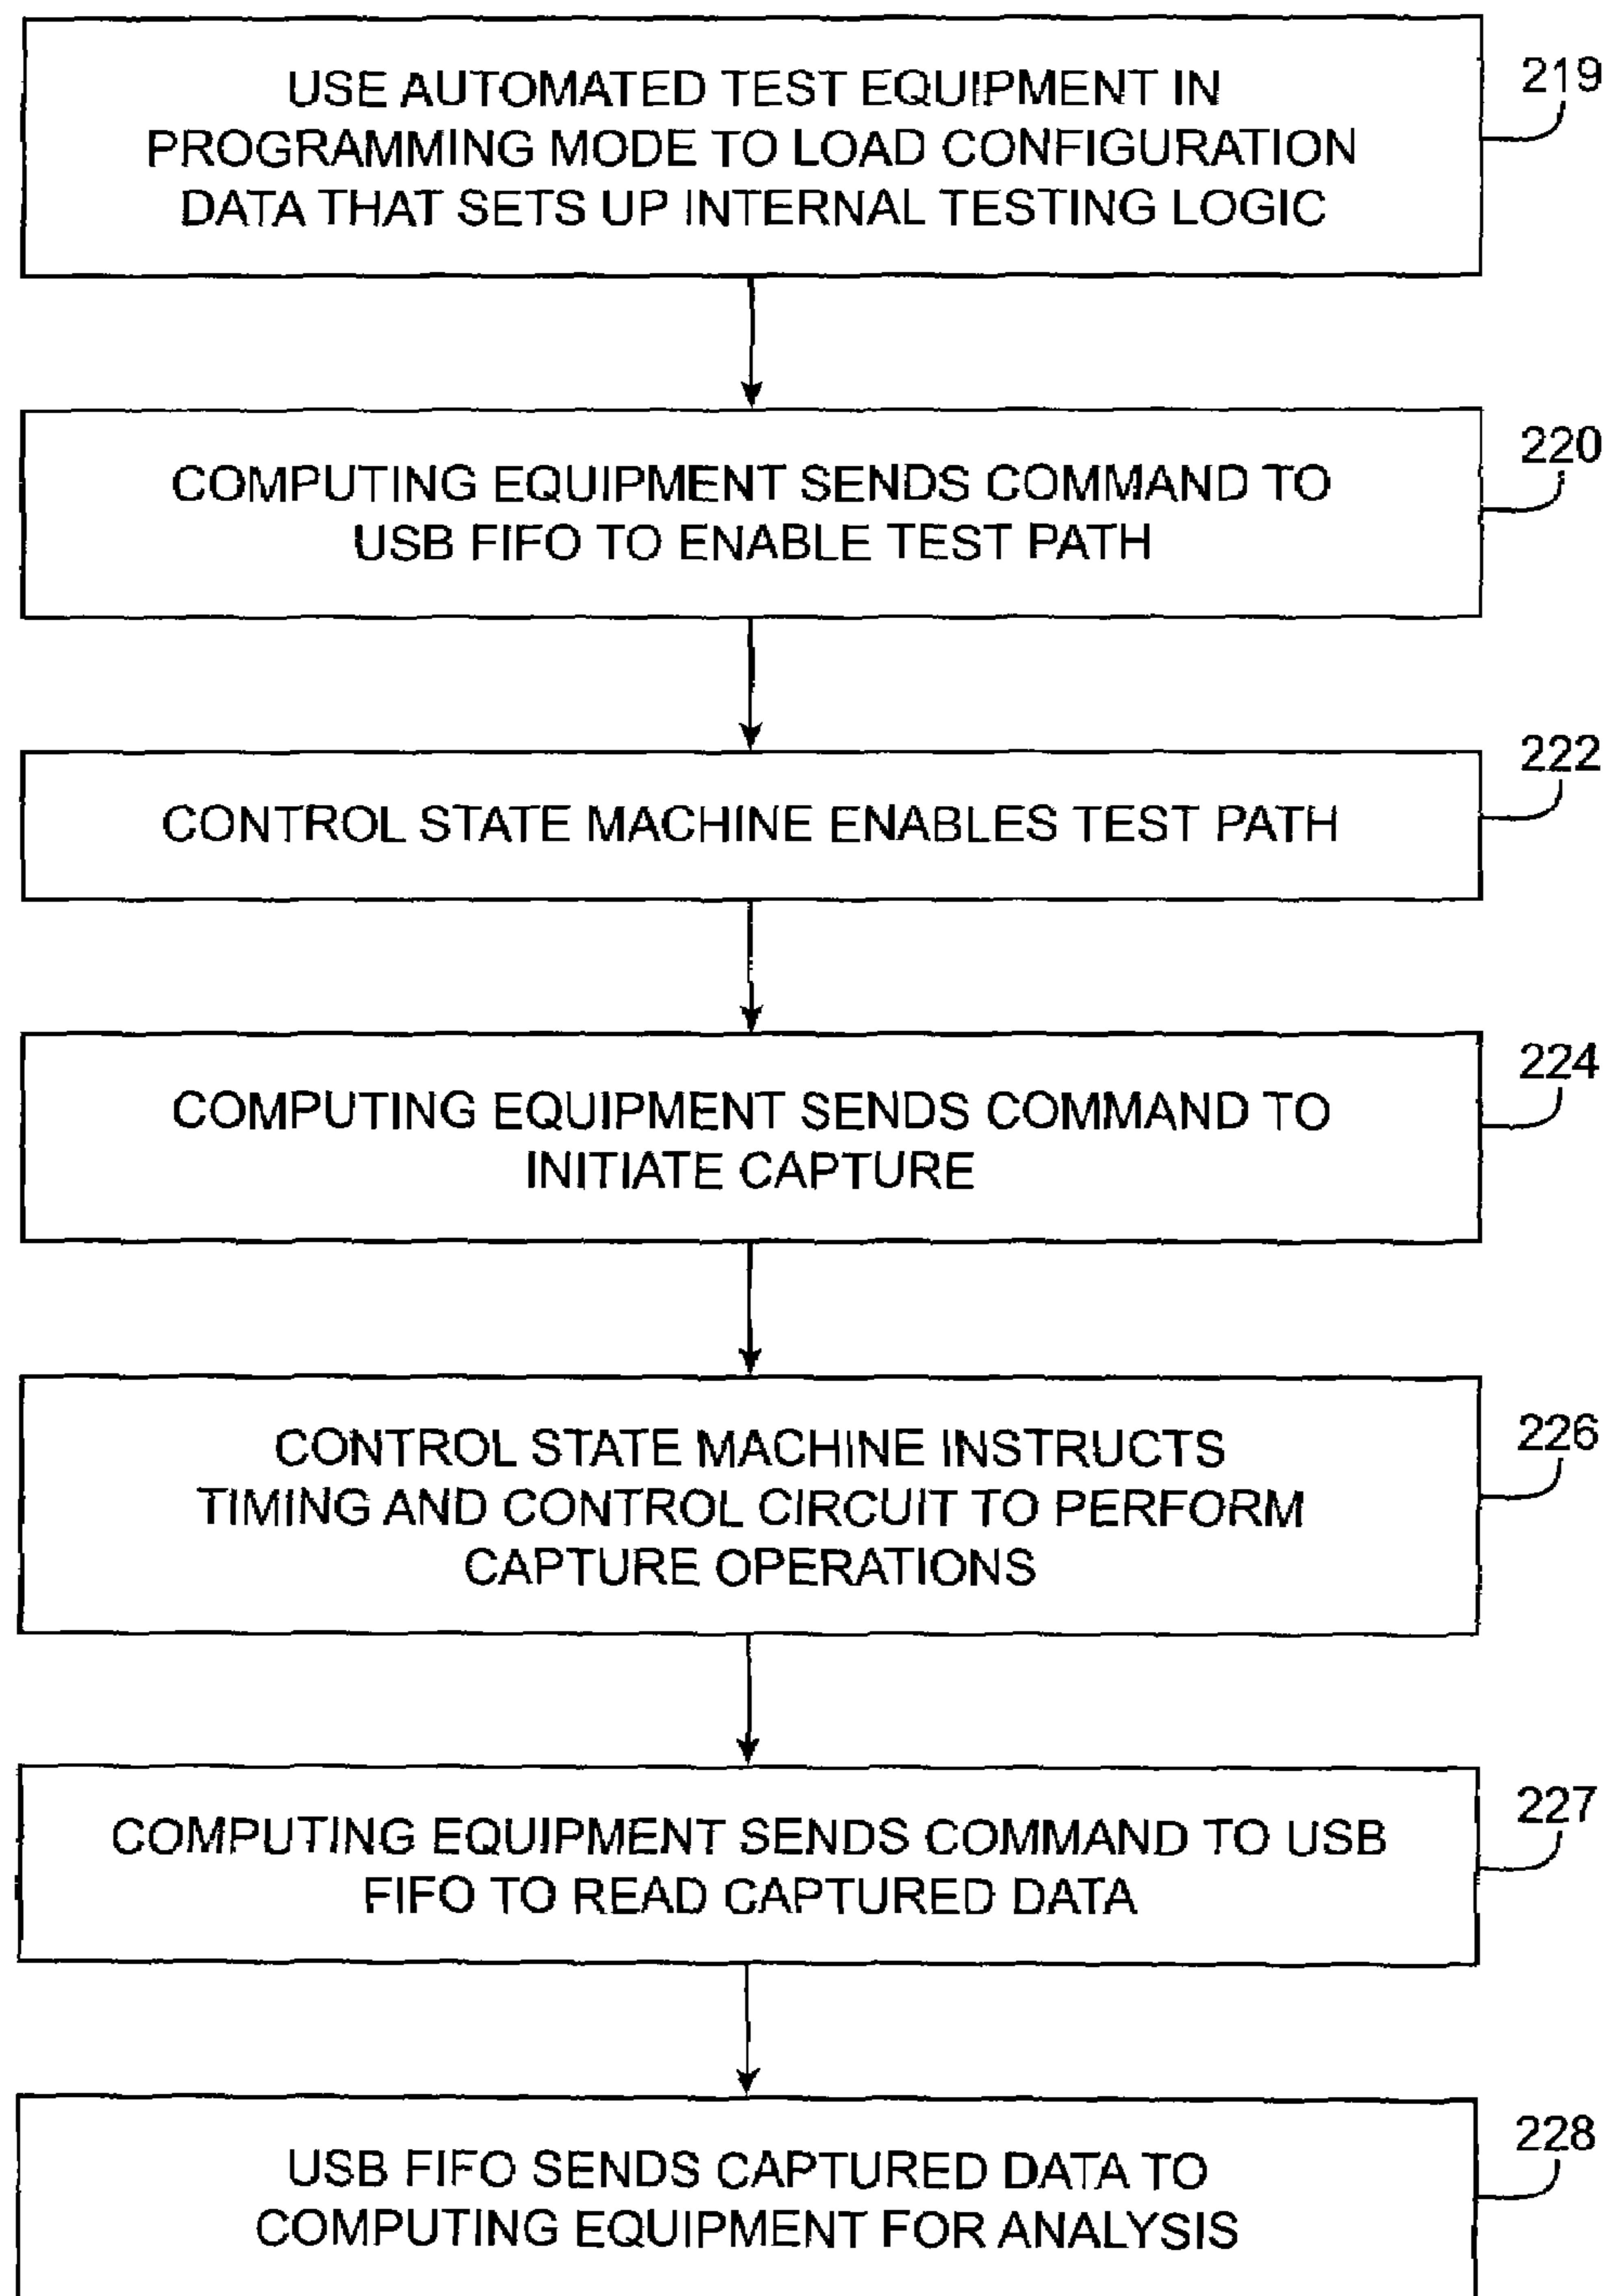 USE AUTOMATED TEST EQUIPMENT IN
PROGRAMMING MODE TO LOAD CONFIGURATION
DATA THAT SETS UP INTERNAL TESTING LOGIC
219
COMPUTING EQUIPMENT SENDS COMMAND TO
USB FIFO TO ENABLE TEST PATH
220
CONTROL STATE MACHINE ENABLES TEST PATH
222
COMPUTING EQUIPMENT SENDS COMMAND TO
INITIATE CAPTURE
224
CONTROL STATE MACHINE INSTRUCTS
TIMING AND CONTROL CIRCUIT TO PERFORM
CAPTURE OPERATIONS
226
COMPUTING EQUIPMENT SENDS COMMAND TO USB
FIFO TO READ CAPTURED DATA
227
USB FIFO SENDS CAPTURED DATA TO
COMPUTING EQUIPMENT FOR ANALYSIS
228